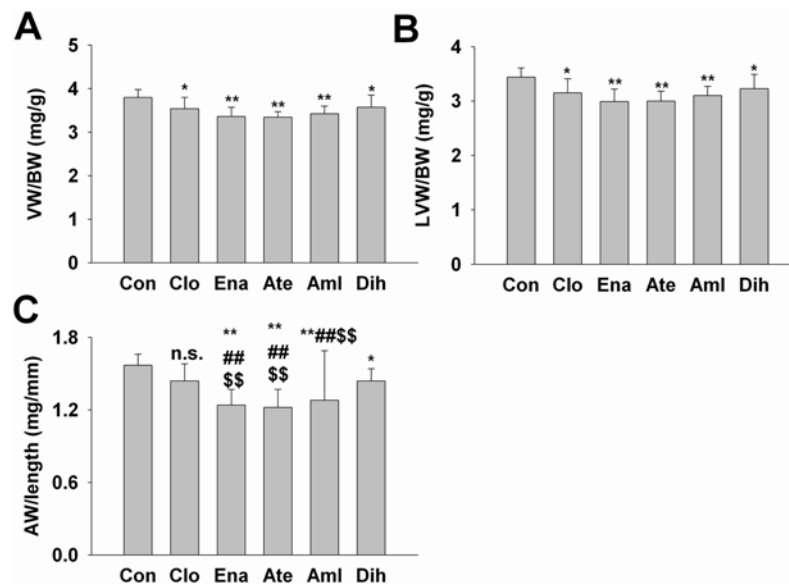 A
VW/BW (mg/g)
5
4
3
2
1
0
* ** ** ** *
Con Clo Ena Ate Aml Dih
B
LVW/BW (mg/g)
4
3
2
1
0
* ** ** ** *
Con Clo Ena Ate Aml Dih
C
AW/length (mg/mm)
1.8
1.2
0.6
0.0
n.s.
**
##
$$
**
##
$$
**##$$
*
Con Clo Ena Ate Aml Dih